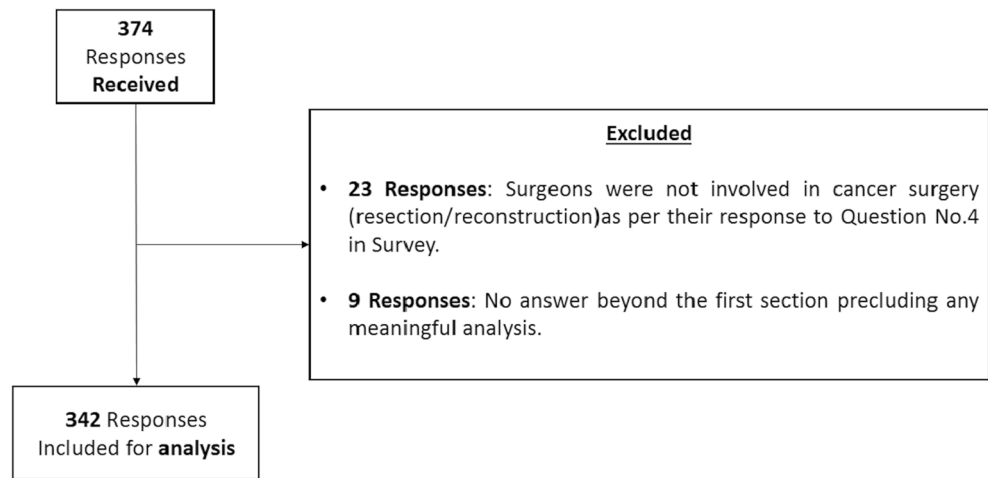 374
Responses
Received
Excluded
• 23 Responses: Surgeons were not involved in cancer surgery
(resection/reconstruction)as per their response to Question No.4
in Survey.
• 9 Responses: No answer beyond the first section precluding any
meaningful analysis.
342 Responses
Included for analysis